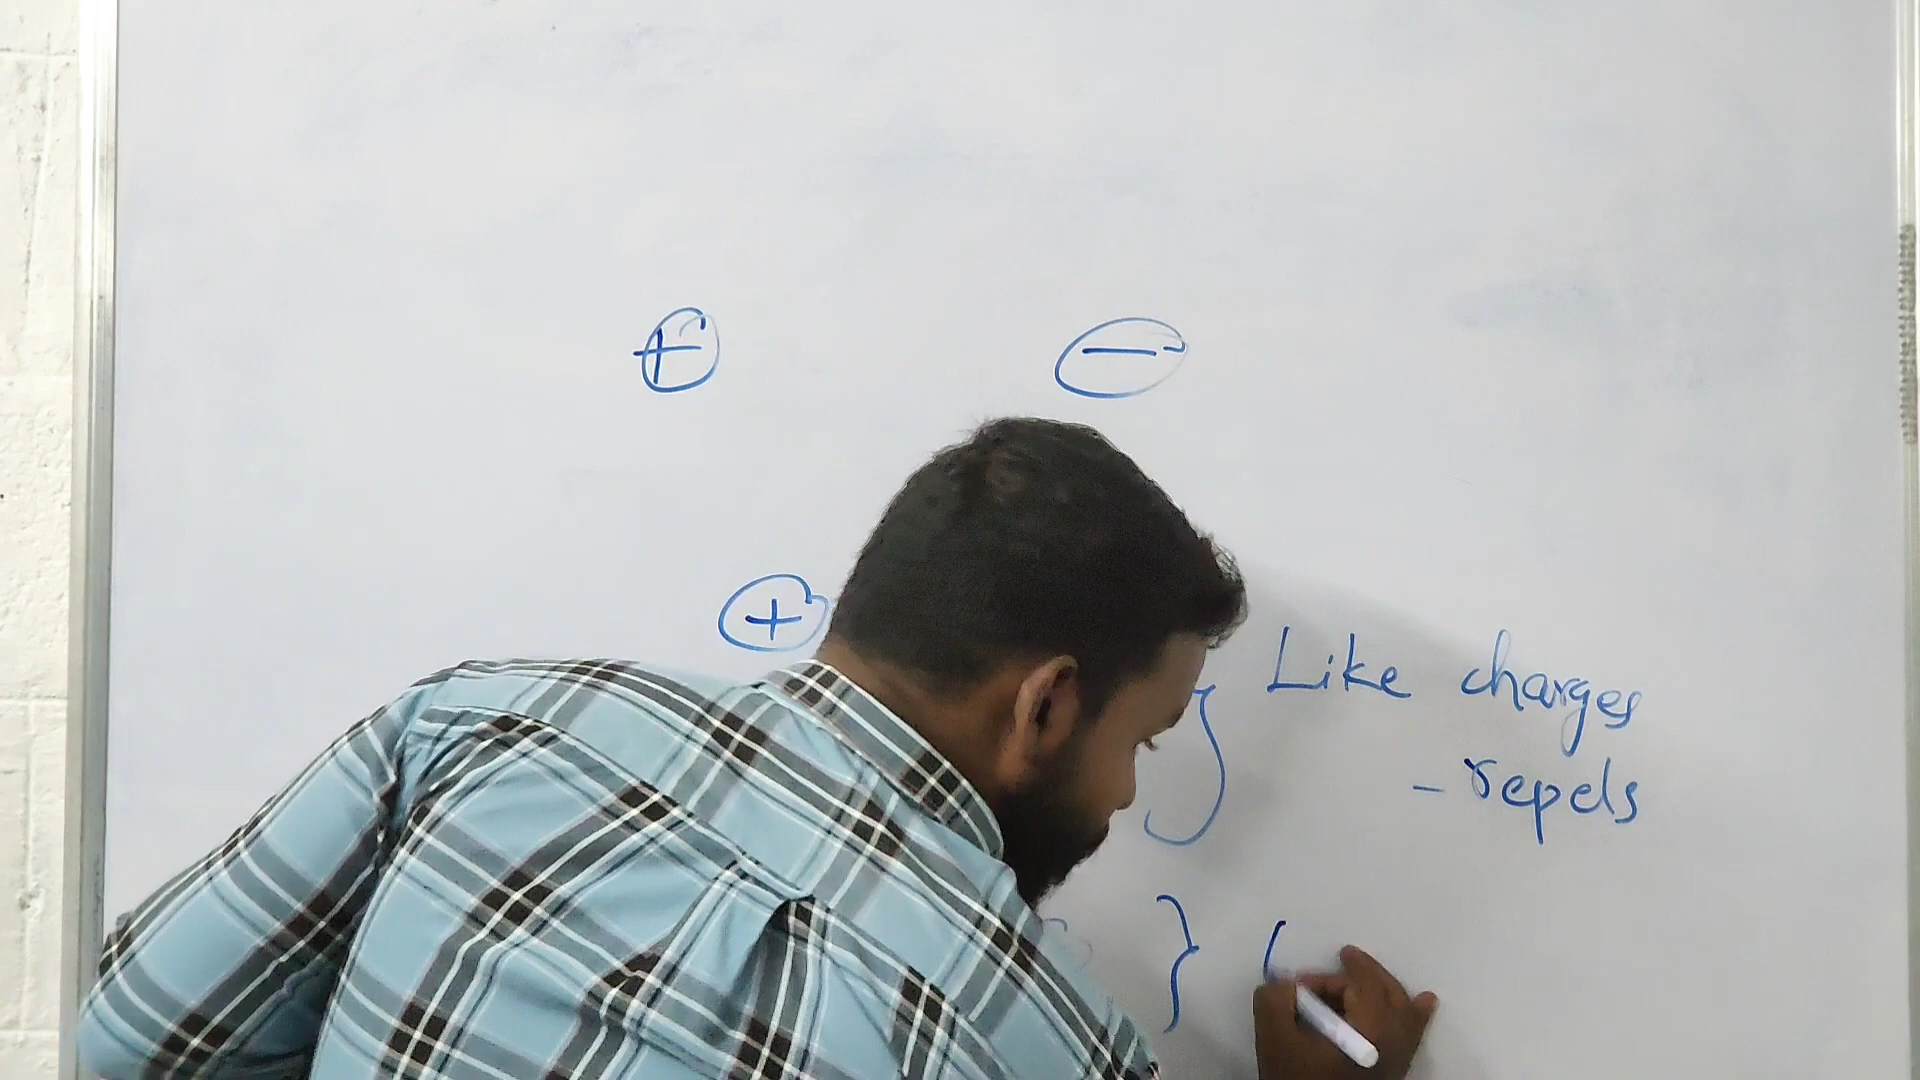 + −
+
Like charges
- repels
}